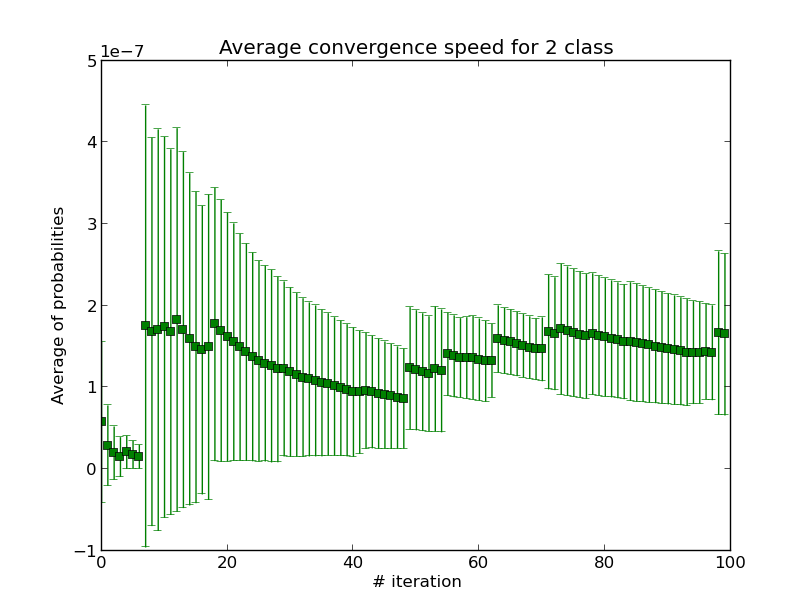 Average convergence speed for 2 class
1e−7
5
4
3
2
1
0
−1
Average of probabilities
0 20 40 60 80 100
# iteration